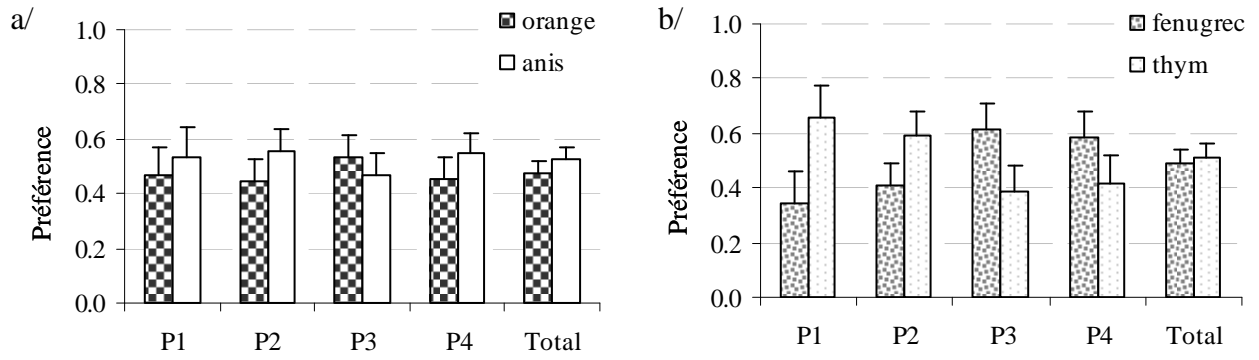 a/
orange
anis
Préférence
1.0
0.8
0.6
0.4
0.2
0.0
P1 P2 P3 P4 Total
b/
fenugrec
thym
Préférence
1.0
0.8
0.6
0.4
0.2
0.0
P1 P2 P3 P4 Total